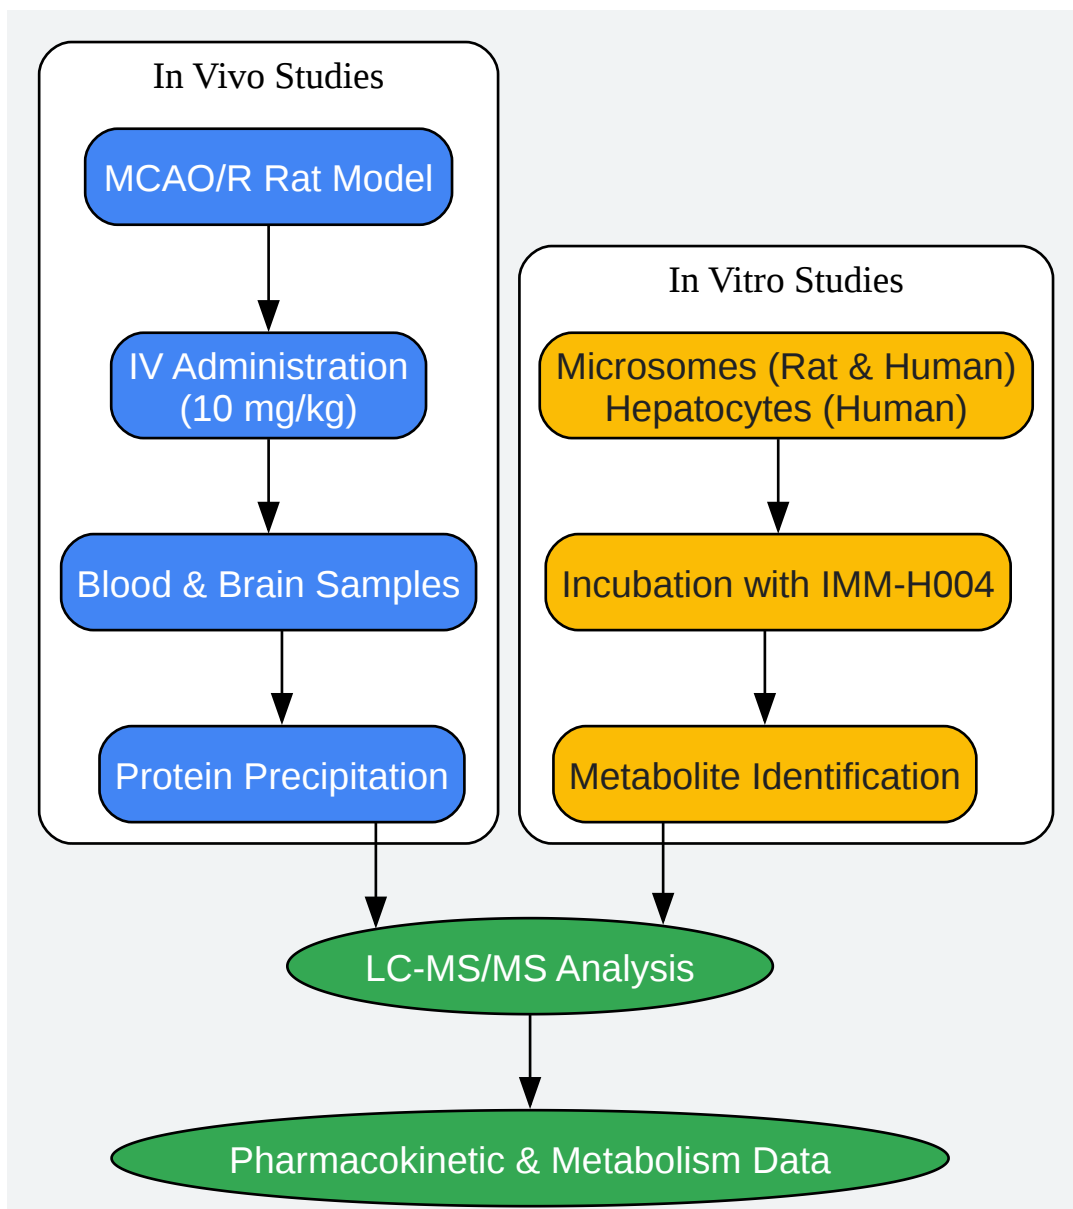 In Vivo Studies
MCAO/R Rat Model
IV Administration
(10 mg/kg)
Blood & Brain Samples
Protein Precipitation
In Vitro Studies
Microsomes (Rat & Human)
Hepatocytes (Human)
Incubation with IMM-H004
Metabolite Identification
LC-MS/MS Analysis
Pharmacokinetic & Metabolism Data